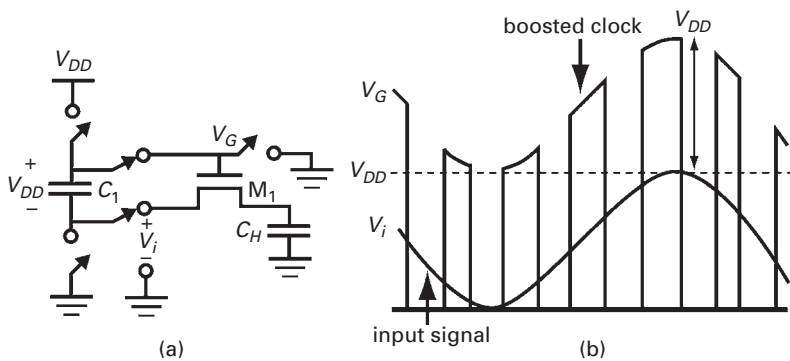 V_DD
+
V_DD
−
C_1
V_G
M_1
+
V_i
−
C_H
(a)
boosted clock
V_DD
V_G
V_DD
V_i
input signal
(b)